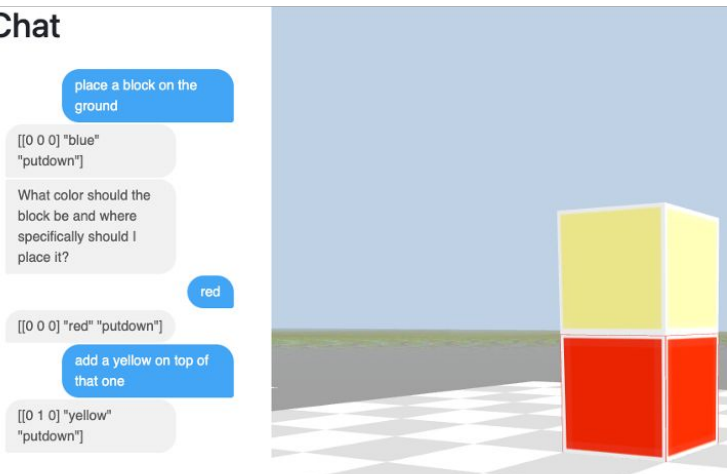 Chat
place a block on the
ground
[[0 0 0] "blue"
"putdown"]
What color should the
block be and where
specifically should I
place it?
red
[[0 0 0] "red" "putdown"]
add a yellow on top of
that one
[[0 1 0] "yellow"
"putdown"]